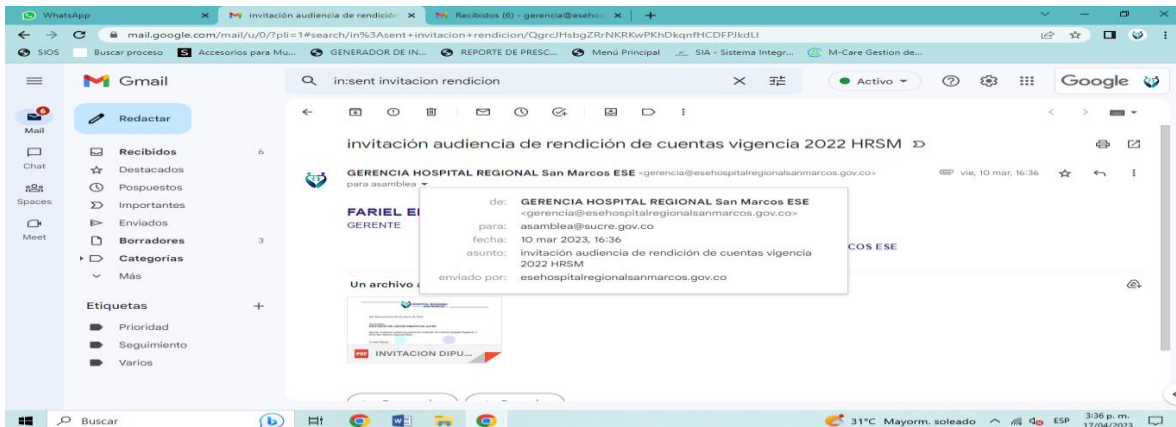 WhatsApp
invitación audiencia de rendición
Recibidos (6) - gerencia@esehos
mail.google.com/mail/u/0/?pli=1#search/in%3Asent+invitacion+rendicion/QgrcJHsbgZRrNKRKwPKhDkqnfHCDFPJkdLl
SIOS
Buscar proceso
Accesorios para Mu...
GENERADOR DE IN...
REPORTE DE PRESC...
Menú Principal
SIA - Sistema Integr...
M-Care Gestion de...
Gmail
in:sent invitacion rendicion
Activo
Google
6
Mail
Chat
Spaces
Meet
Redactar
Recibidos 6
Destacados
Pospuestos
Importantes
Enviados
Borradores 3
Categorías
Más
Etiquetas
Prioridad
Seguimiento
Varios
invitación audiencia de rendición de cuentas vigencia 2022 HRSM
GERENCIA HOSPITAL REGIONAL San Marcos ESE <gerencia@esehospitalregionalsanmarcos.gov.co> vie, 10 mar, 16:36
para asamblea
FARIEL E
GERENTE
COS ESE
de: GERENCIA HOSPITAL REGIONAL San Marcos ESE
<gerencia@esehospitalregionalsanmarcos.gov.co>
para: asamblea@sucre.gov.co
fecha: 10 mar 2023, 16:36
asunto: invitación audiencia de rendición de cuentas vigencia
2022 HRSM
enviado por: esehospitalregionalsanmarcos.gov.co
Un archivo
PDF INVITACION DIPU...
Buscar
31°C Mayorm. soleado
ESP
3:36 p. m.
17/04/2023